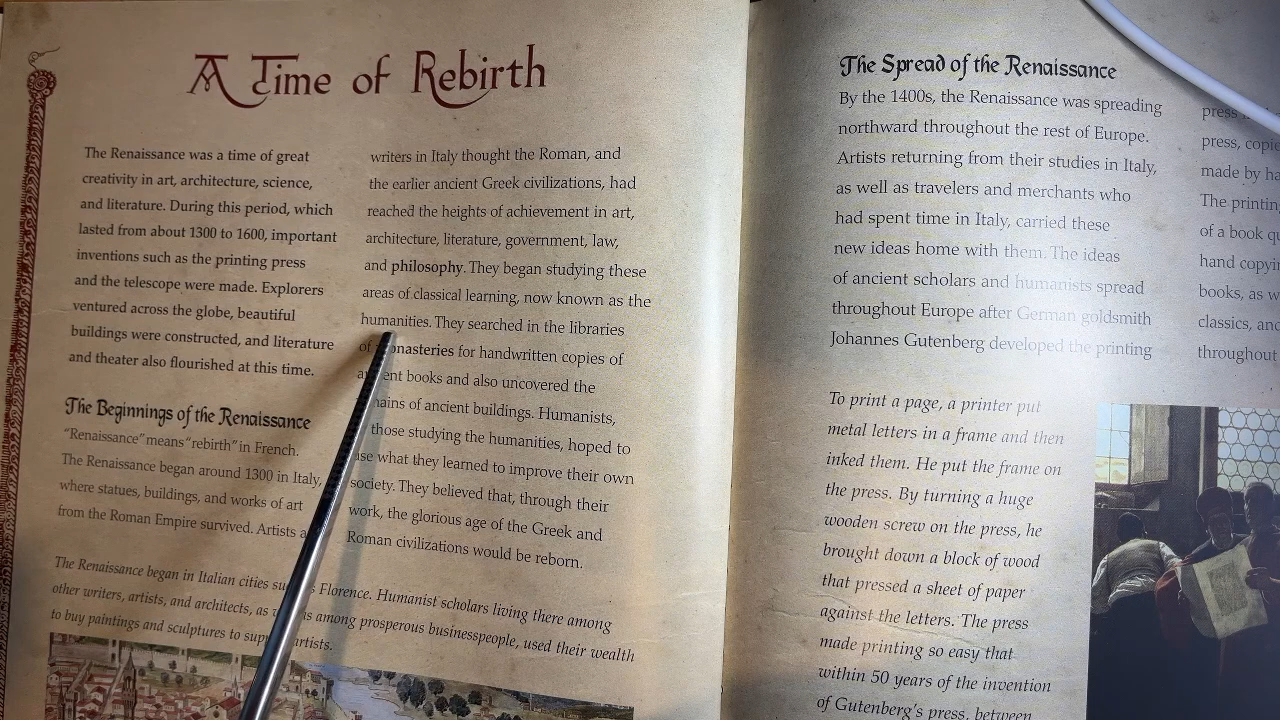 A Time of Rebirth
The Renaissance was a time of great
creativity in art, architecture, science,
and literature. During this period, which
lasted from about 1300 to 1600, important
inventions such as the printing press
and the telescope were made. Explorers
ventured across the globe, beautiful
buildings were constructed, and literature
and theater also flourished at this time.
The Beginnings of the Renaissance
“Renaissance” means “rebirth” in French.
The Renaissance began around 1300 in Italy,
where statues, buildings, and works of art
from the Roman Empire survived. Artists
writers in Italy thought the Roman, and
the earlier ancient Greek civilizations, had
reached the heights of achievement in art,
architecture, literature, government, law,
and philosophy. They began studying these
areas of classical learning, now known as the
humanities. They searched in the libraries
of monasteries for handwritten copies of
books and also uncovered the
of ancient buildings. Humanists,
those studying the humanities, hoped to
use what they learned to improve their own
society. They believed that, through their
work, the glorious age of the Greek and
Roman civilizations would be reborn.
The Renaissance began in Italian cities Florence. Humanist scholars living there among
other writers, artists, and architects, as among prosperous businesspeople, used their wealth
to buy paintings and sculptures to artists.
The Spread of the Renaissance
By the 1400s, the Renaissance was spreading
northward throughout the rest of Europe.
Artists returning from their studies in Italy,
as well as travelers and merchants who
had spent time in Italy, carried these
new ideas home with them. The ideas
of ancient scholars and humanists spread
throughout Europe after German goldsmith
Johannes Gutenberg developed the printing
To print a page, a printer put
metal letters in a frame and then
inked them. He put the frame on
the press. By turning a huge
wooden screw on the press, he
brought down a block of wood
that pressed a sheet of paper
against the letters. The press
made printing so easy that
within 50 years of the invention
of Gutenberg's press, between
press
press,
made by
The
of a book
hand
books, as
classics,
throughout